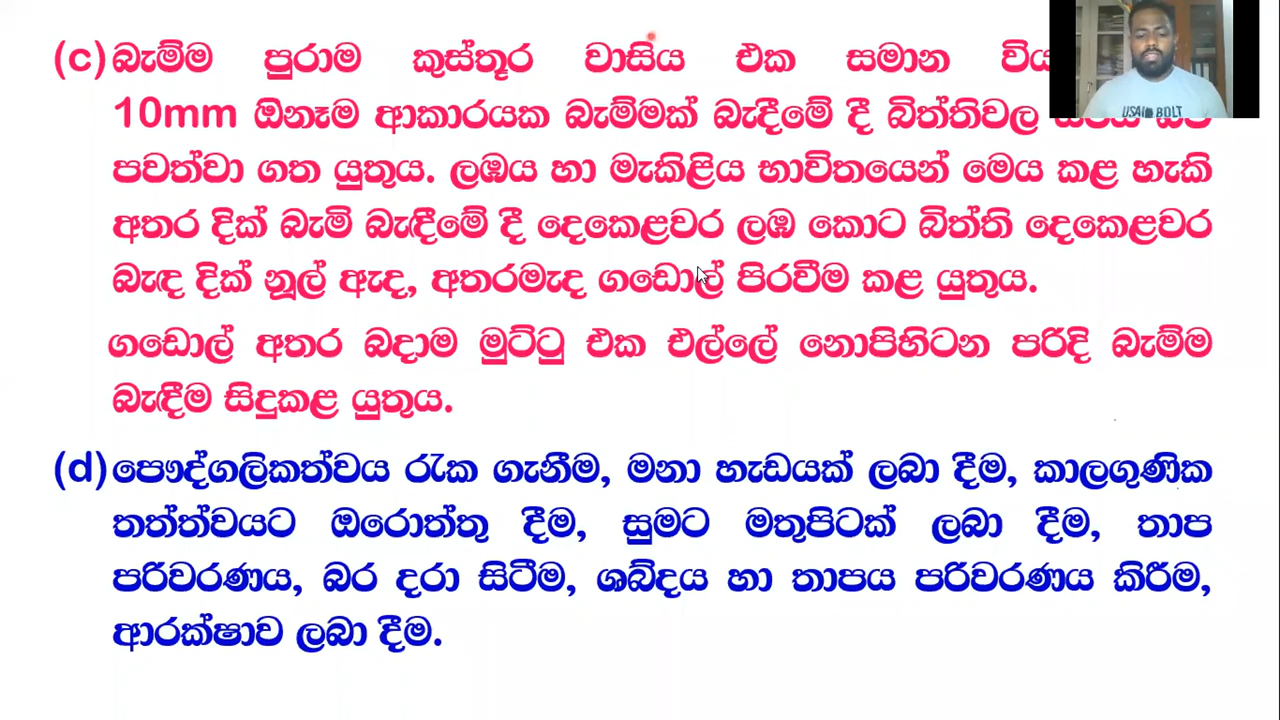 (c) බැම්ම පුරාම කුස්තූර වාසිය එක සමාන
10mm ඕනෑම ආකාරයක බැම්මක් බැදීමේ දී බිත්තිවල
පවත්වා ගත යුතුය. ලඹය හා මැකිළිය භාවිතයෙන් මෙය කළ හැකි
අතර දික් බැමි බැඳීමේ දී දෙකෙළවර ලඹ කොට බිත්ති දෙකෙළවර
බැඳ දික් නූල් ඇද, අතරමැද ගඩොල් පිරවීම කළ යුතුය.
ගඩොල් අතර බදාම මුට්ටු එක එල්ලේ නොපිහිටන පරිදි බැම්ම
බැඳීම සිදුකළ යුතුය.
(d) පෞද්ගලිකත්වය රැක ගැනීම, මනා හැඩයක් ලබා දීම, කාලගුණික
තත්ත්වයට ඔරොත්තු දීම, සුමට මතුපිටක් ලබා දීම, තාප
පරිවරණය, බර දරා සිටීම, ශබ්දය හා තාපය පරිවරණය කිරීම,
ආරක්ෂාව ලබා දීම.
USAIN BOLT